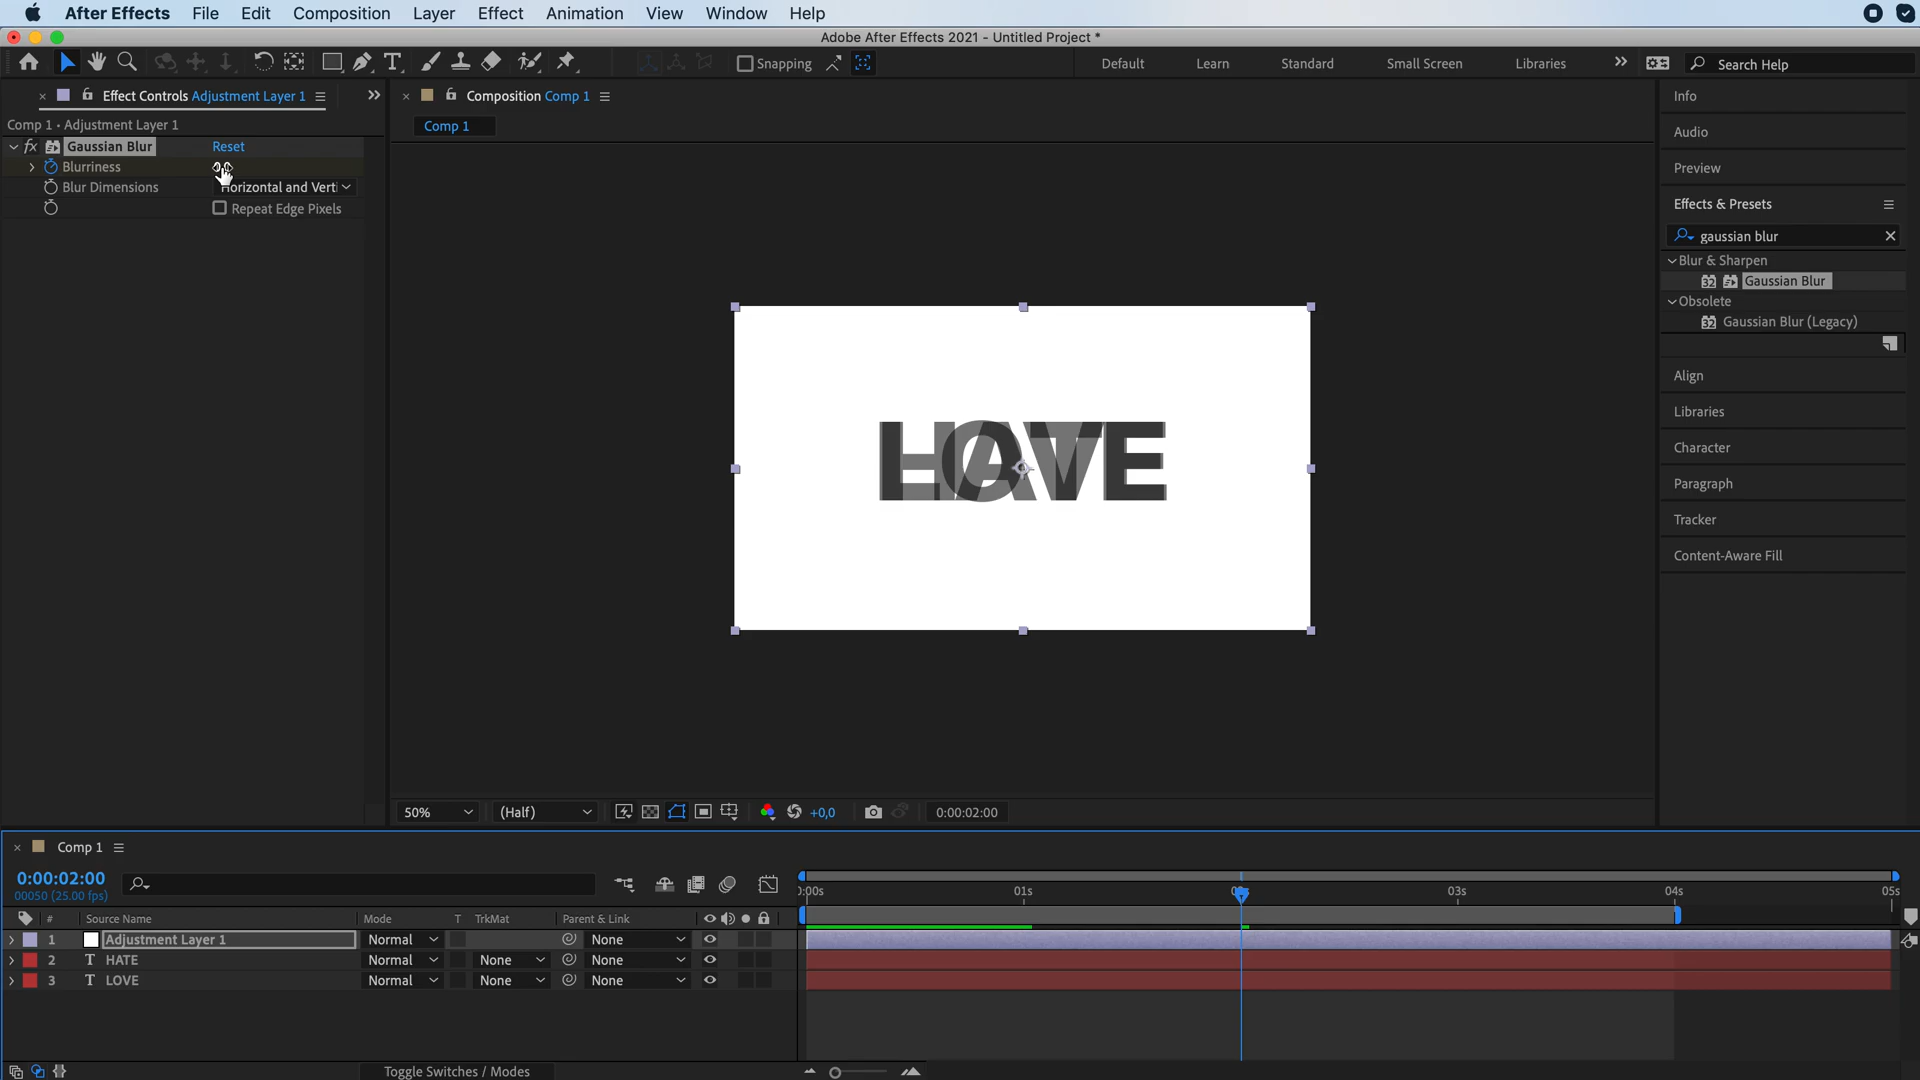 After Effects File Edit Composition Layer Effect Animation View Window Help
Adobe After Effects 2021 - Untitled Project *
Snapping Default Learn Standard Small Screen Libraries Search Help
Effect Controls Adjustment Layer 1
Comp 1 • Adjustment Layer 1
fx Gaussian Blur Reset
Blurriness
Blur Dimensions Horizontal and Verti
Repeat Edge Pixels
Composition Comp 1
Comp 1
HATE
LOVE
50% (Half) +0,0 0:00:02:00
Info
Audio
Preview
Effects & Presets
gaussian blur
Blur & Sharpen
32 Gaussian Blur
Obsolete
32 Gaussian Blur (Legacy)
Align
Libraries
Character
Paragraph
Tracker
Content-Aware Fill
Comp 1
0:00:02:00
00050 (25.00 fps)
# Source Name Mode T TrkMat Parent & Link
1 Adjustment Layer 1 Normal None
2 T HATE Normal None None
3 T LOVE Normal None None
01s 03s 04s 05s
Toggle Switches / Modes